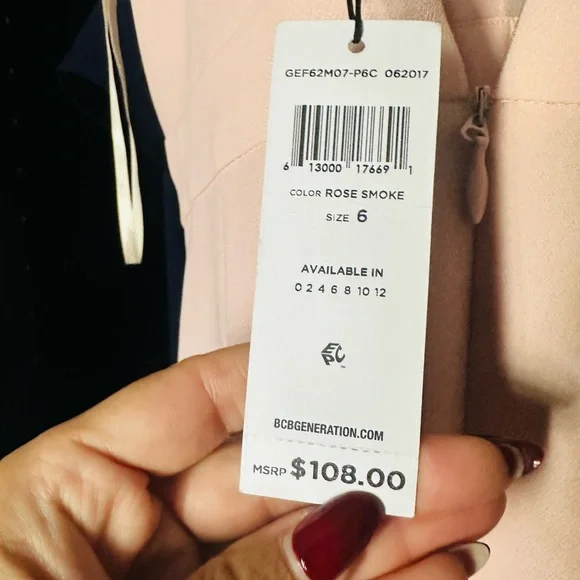 GEF62M07-P6C 062017
6 13000 17669 1
COLOR ROSE SMOKE
SIZE 6
AVAILABLE IN
0 2 4 6 8 10 12
EPC
BCBGENERATION.COM
MSRP $108.00